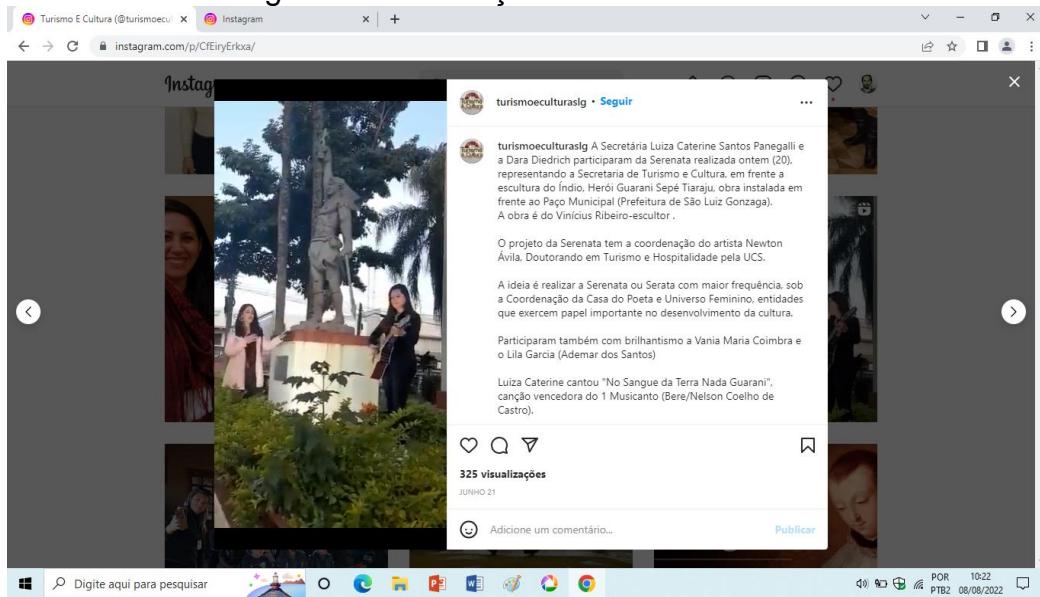 Turismo E Cultura (@turismoecul
Instagram
instagram.com/p/CfEiryErkxa/
Instag
turismoeculturaslg • Seguir
turismoeculturaslg A Secretária Luiza Caterine Santos Panegalli e
a Dara Diedrich participaram da Serenata realizada ontem (20),
representando a Secretaria de Turismo e Cultura, em frente a
escultura do Índio, Herói Guarani Sepé Tiaraju, obra instalada em
frente ao Paço Municipal (Prefeitura de São Luiz Gonzaga).
A obra é do Vinícius Ribeiro-escultor .
O projeto da Serenata tem a coordenação do artista Newton
Ávila, Doutorando em Turismo e Hospitalidade pela UCS.
A ideia é realizar a Serenata ou Serata com maior frequência, sob
a Coordenação da Casa do Poeta e Universo Feminino, entidades
que exercem papel importante no desenvolvimento da cultura.
Participaram também com brilhantismo a Vania Maria Coimbra e
o Lila Garcia (Ademar dos Santos)
Luiza Caterine cantou "No Sangue da Terra Nada Guarani",
canção vencedora do 1 Musicanto (Bere/Nelson Coelho de
Castro).
325 visualizações
JUNHO 21
Adicione um comentário...
Publicar
Digite aqui para pesquisar
POR
PTB2
10:22
08/08/2022